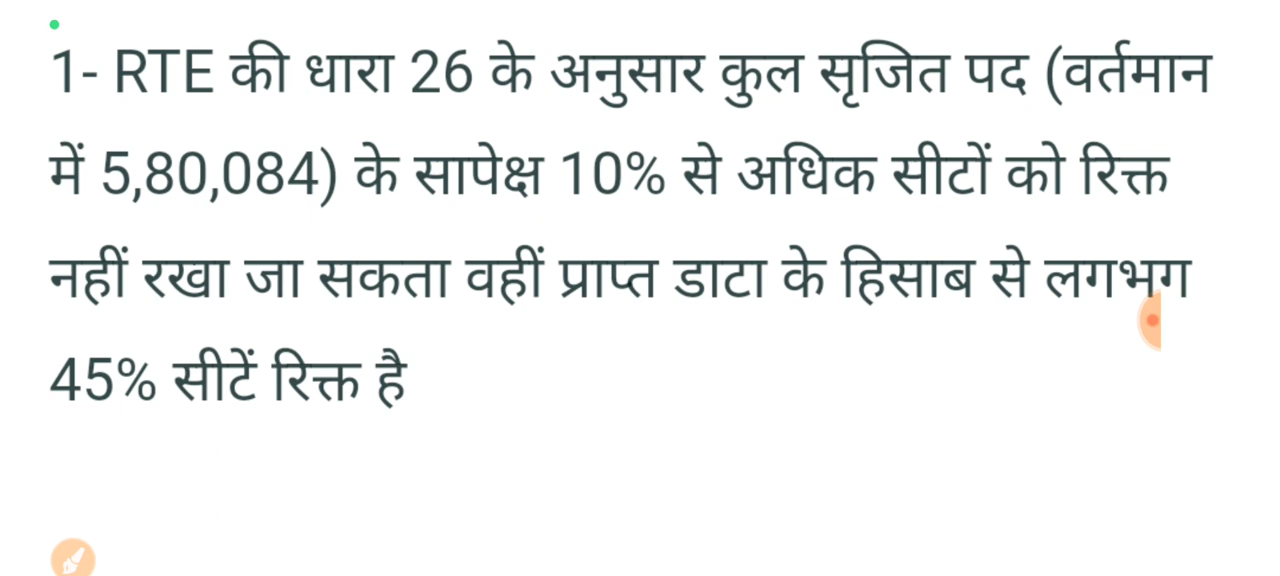 1- RTE की धारा 26 के अनुसार कुल सृजित पद (वर्तमान
में 5,80,084) के सापेक्ष 10% से अधिक सीटों को रिक्त
नहीं रखा जा सकता वहीं प्राप्त डाटा के हिसाब से लगभग
45% सीटें रिक्त है